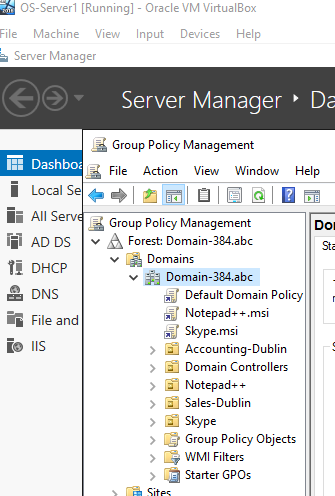 OS-Server1 [Running] - Oracle VM VirtualBox
File Machine View Input Devices Help
Server Manager
Server Manager • Da
Dashboa
Local Se
All Serve
AD DS
DHCP
DNS
File and
IIS
Group Policy Management
File Action View Window Help
Group Policy Management
Forest: Domain-384.abc
Domains
Domain-384.abc
Default Domain Policy
Notepad++.msi
Skype.msi
Accounting-Dublin
Domain Controllers
Notepad++
Sales-Dublin
Skype
Group Policy Objects
WMI Filters
Starter GPOs
Sites
Do
Sta